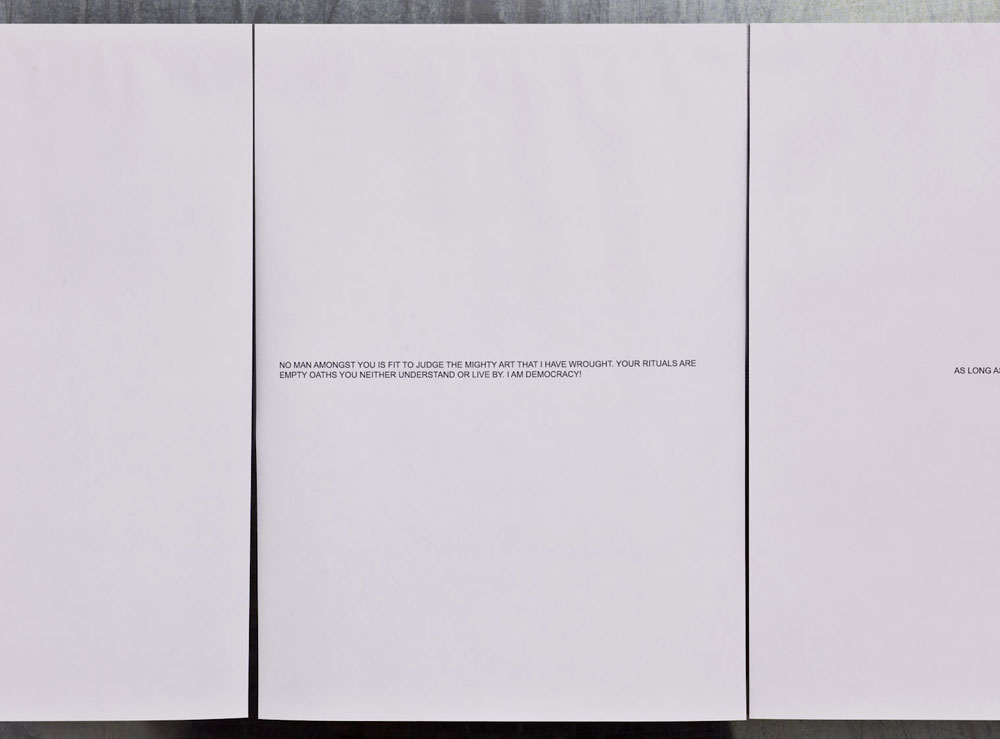 NO MAN AMONGST YOU IS FIT TO JUDGE THE MIGHTY ART THAT I HAVE WROUGHT. YOUR RITUALS ARE
EMPTY OATHS YOU NEITHER UNDERSTAND OR LIVE BY. I AM DEMOCRACY!
AS LONG AS